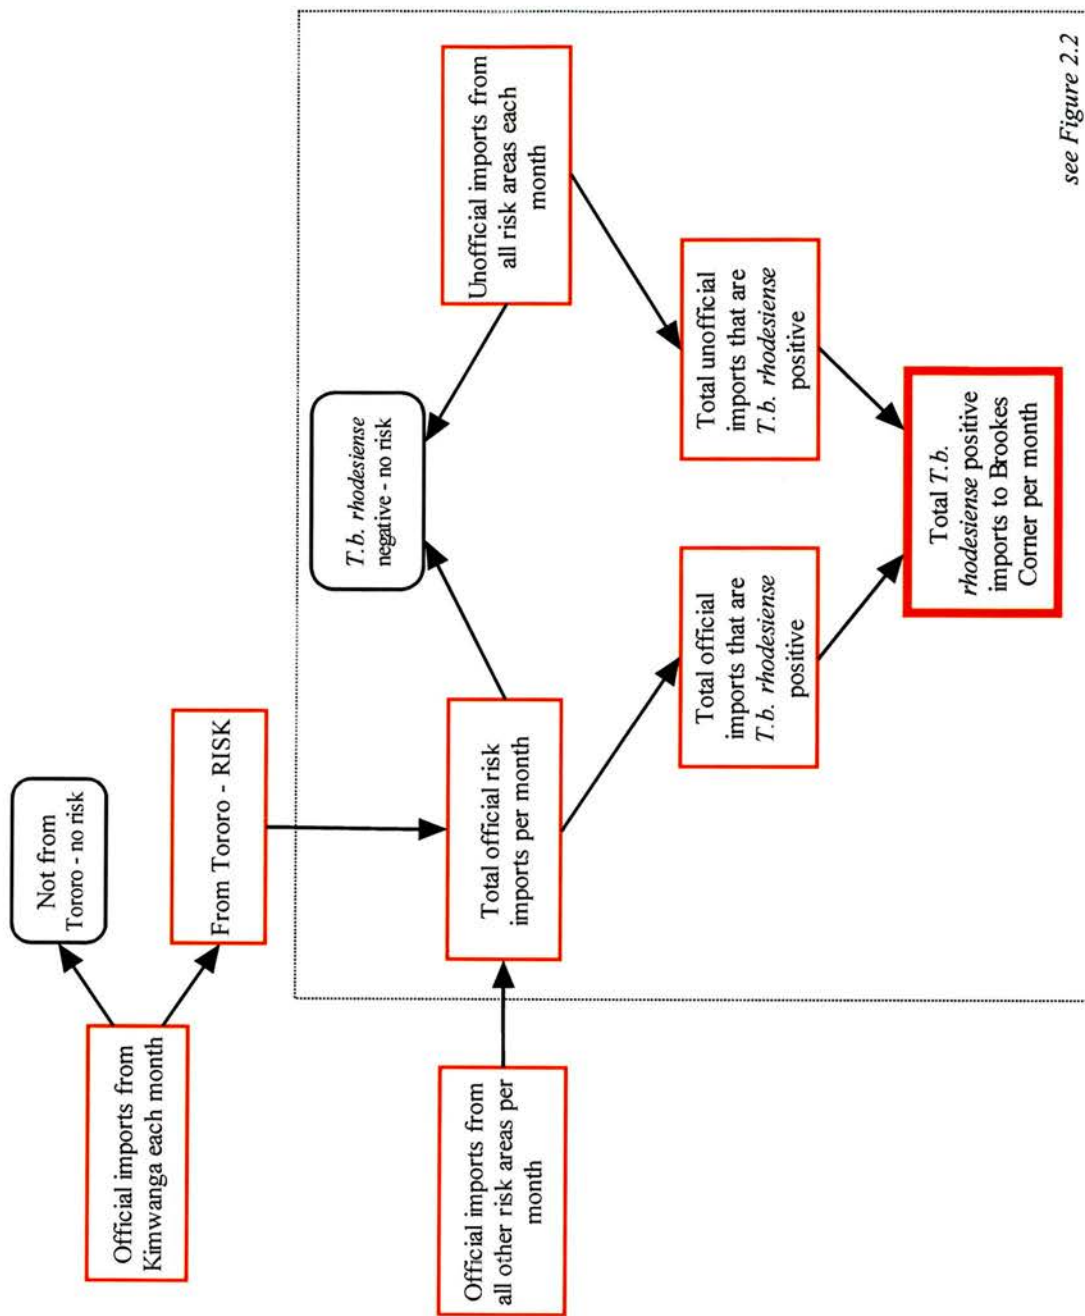 Official imports from
Kimwanga each month
Not from
Tororo - no risk
From Tororo - RISK
Official imports from
all other risk areas per
month
Total official risk
imports per month
T.b. rhodesiense
negative - no risk
Unofficial imports from
all risk areas each
month
Total official
imports that are
T.b. rhodesiense
positive
Total unofficial
imports that are
T.b. rhodesiense
positive
Total T.b.
rhodesiense positive
imports to Brookes
Corner per month
see Figure 2.2